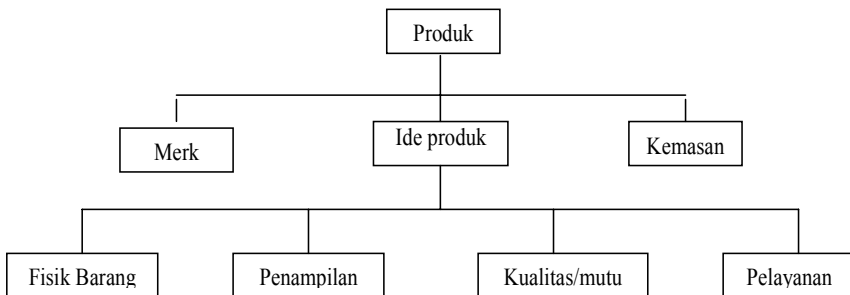 Produk
Merk
Ide produk
Kemasan
Fisik Barang
Penampilan
Kualitas/mutu
Pelayanan